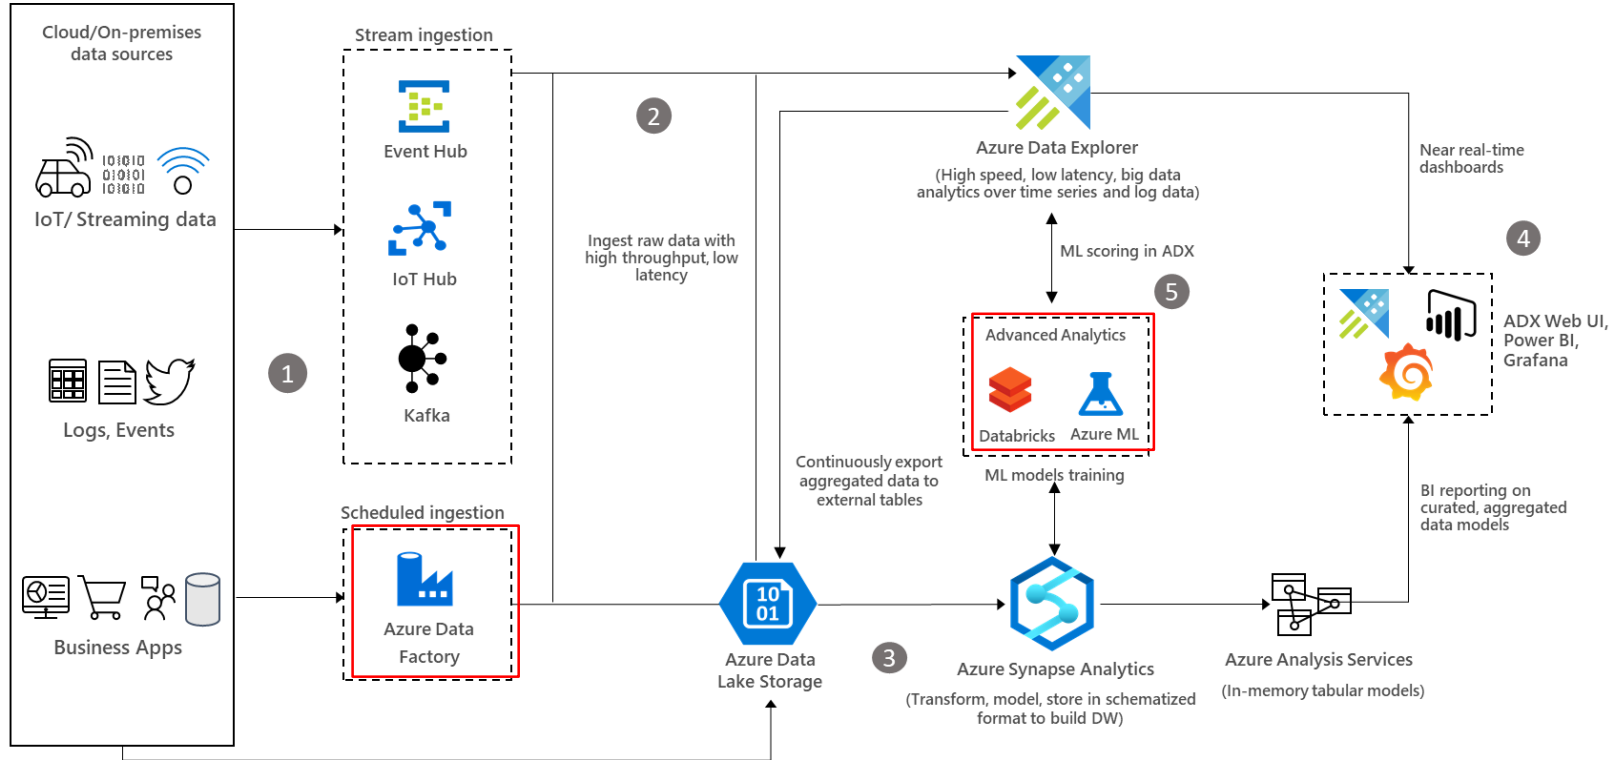 Cloud/On-premises
data sources
IoT/ Streaming data
Logs, Events
Business Apps
1
Stream ingestion
Event Hub
IoT Hub
Kafka
Scheduled ingestion
Azure Data
Factory
2
Ingest raw data with
high throughput, low
latency
Continuously export
aggregated data to
external tables
10
01
Azure Data
Lake Storage
3
Azure Data Explorer
(High speed, low latency, big data
analytics over time series and log data)
ML scoring in ADX
5
Advanced Analytics
Databricks
Azure ML
ML models training
Azure Synapse Analytics
(Transform, model, store in schematized
format to build DW)
Near real-time
dashboards
4
ADX Web UI,
Power BI,
Grafana
BI reporting on
curated, aggregated
data models
Azure Analysis Services
(In-memory tabular models)